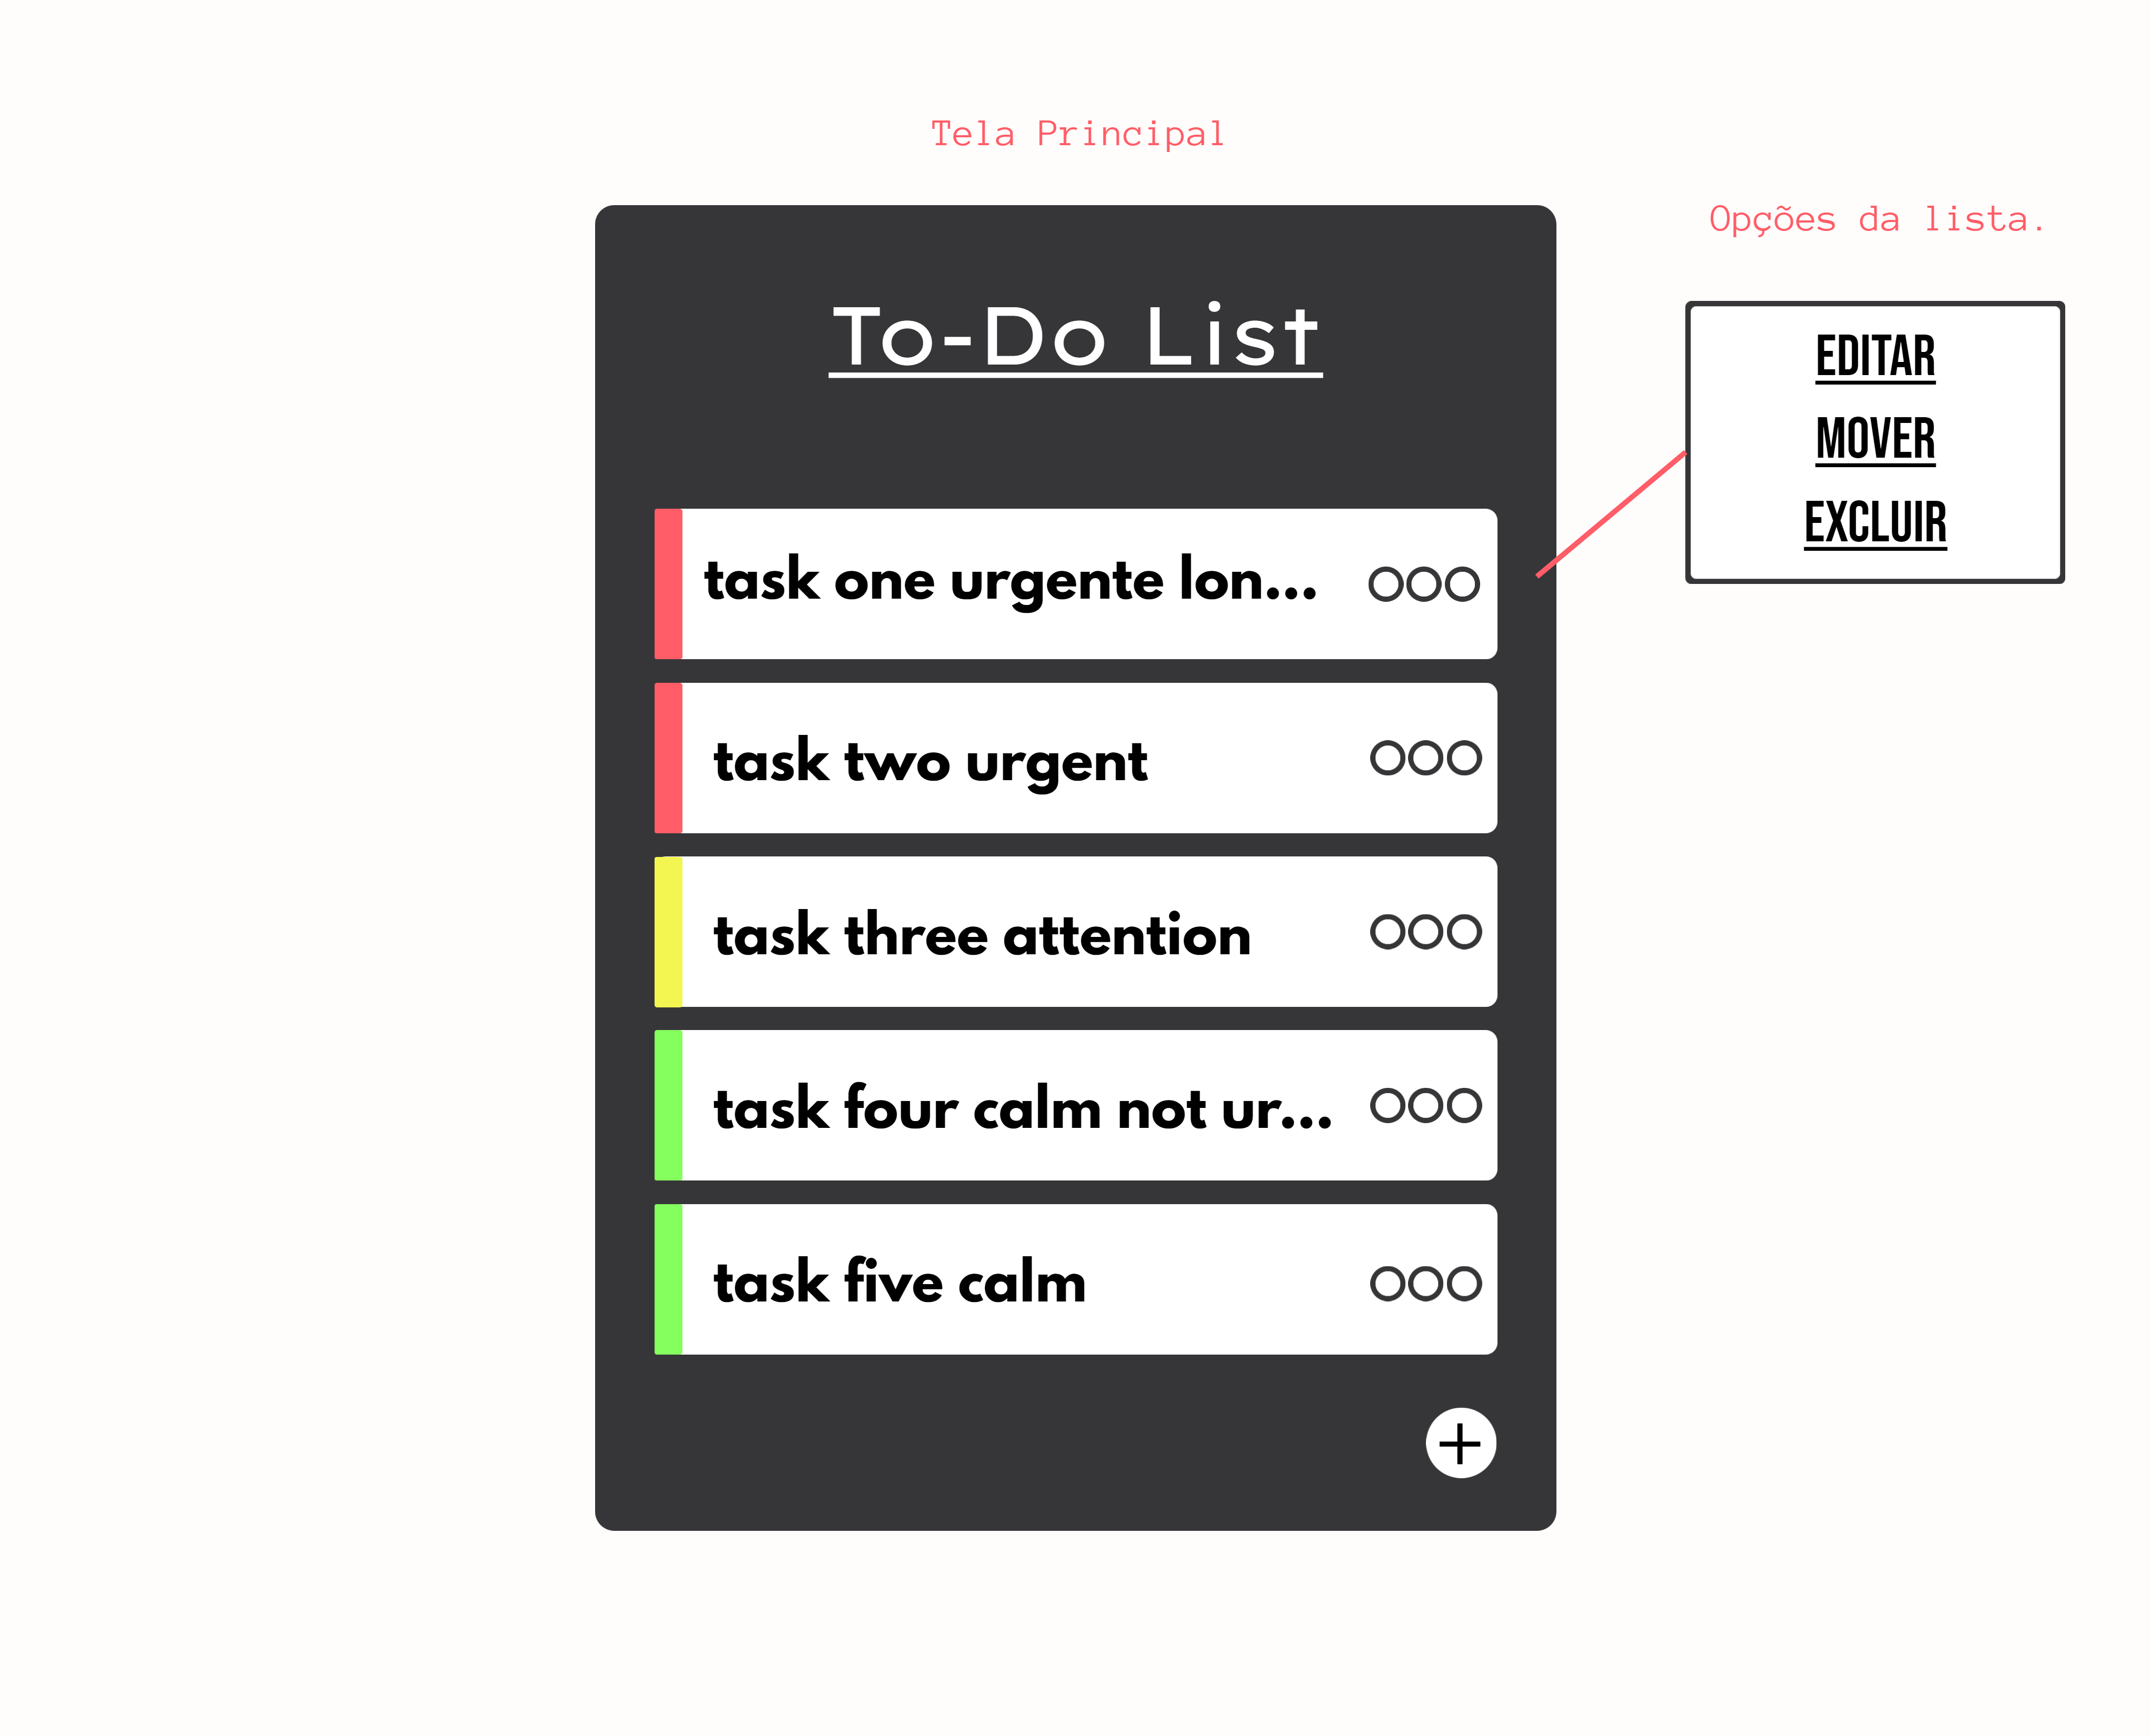 Tela Principal
Opções da lista.
To-Do List
EDITAR
MOVER
EXCLUIR
task one urgente lon...
task two urgent
task three attention
task four calm not ur...
task five calm
+